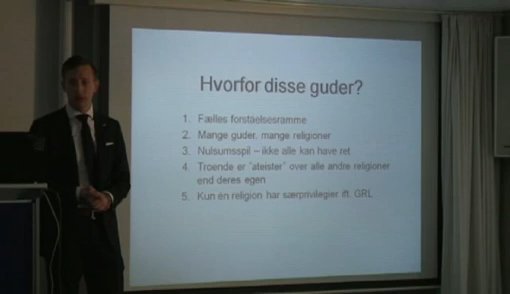 Hvorfor disse guder?
1. Fælles forståelsesramme
2. Mange guder, mange religioner
3. Nulsumsspil – ikke alle kan have ret
4. Troende er "ateister" over alle andre religioner
end deres egen
5. Kun en religion har særprivilegier ift. GRL